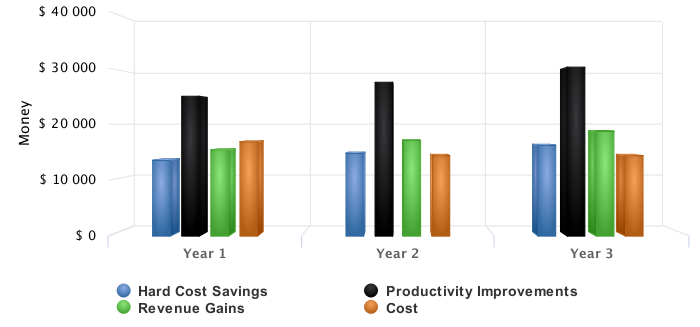 $ 40 000
$ 30 000
$ 20 000
$ 10 000
$ 0
Money
Year 1 Year 2 Year 3
Hard Cost Savings Productivity Improvements
Revenue Gains Cost